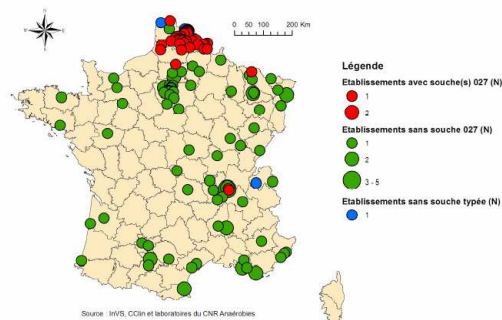 0 100 200 Km
Légende
Etablissements avec souche(s) 027 (N)
1
2
Etablissements sans souche 027 (N)
1
2
3 - 5
Etablissements sans souche typée (N)
1
Source : InVS, CClin et laboratoires du CNR Anaérobies